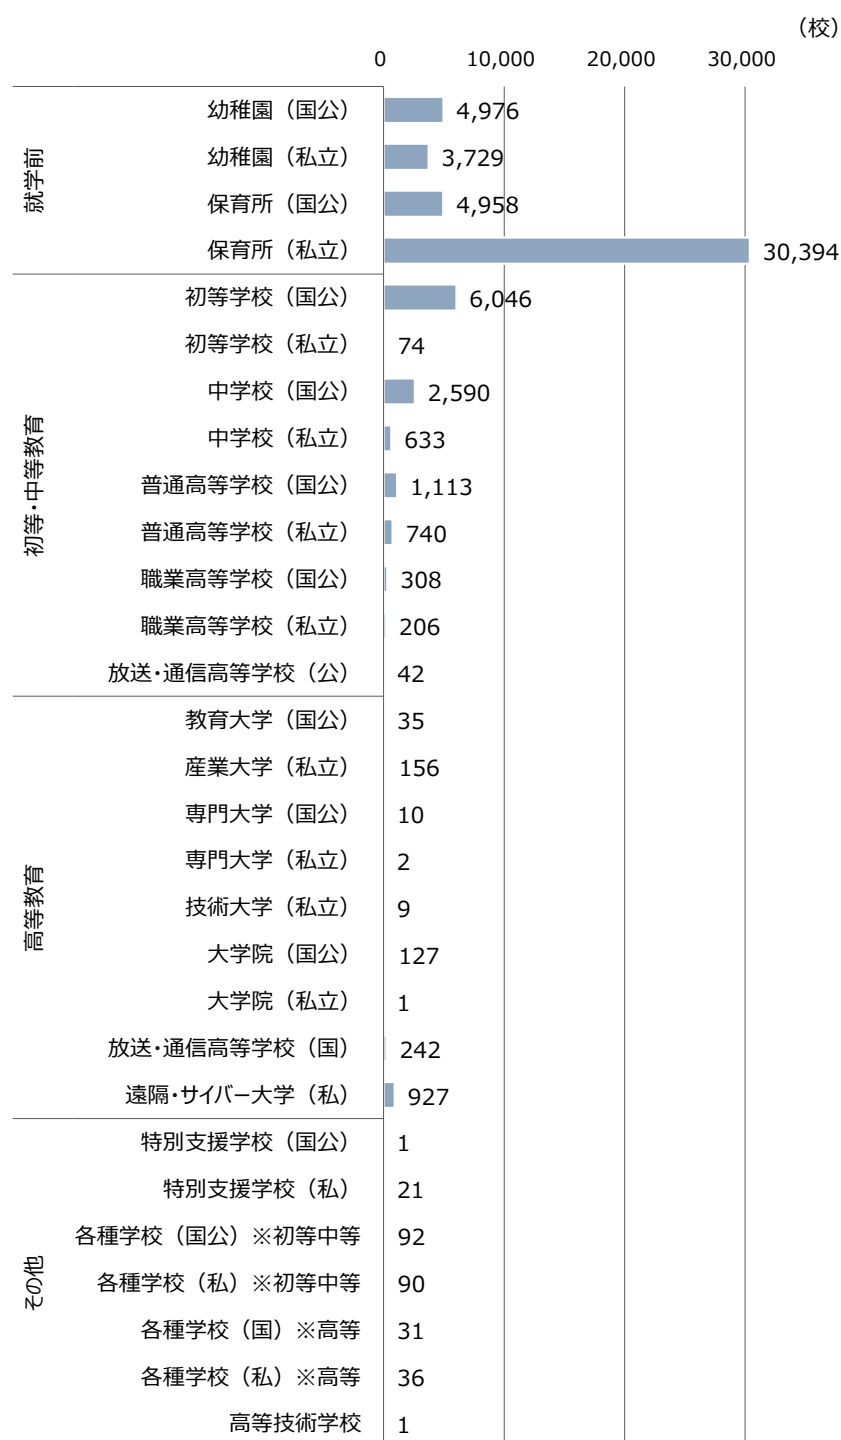 （校）
0 10,000 20,000 30,000
就学前
幼稚園（国公） 4,976
幼稚園（私立） 3,729
保育所（国公） 4,958
保育所（私立） 30,394
初等・中等教育
初等学校（国公） 6,046
初等学校（私立） 74
中学校（国公） 2,590
中学校（私立） 633
普通高等学校（国公） 1,113
普通高等学校（私立） 740
職業高等学校（国公） 308
職業高等学校（私立） 206
放送・通信高等学校（公） 42
高等教育
教育大学（国公） 35
産業大学（私立） 156
専門大学（国公） 10
専門大学（私立） 2
技術大学（私立） 9
大学院（国公） 127
大学院（私立） 1
放送・通信高等学校（国） 242
遠隔・サイバー大学（私） 927
その他
特別支援学校（国公） 1
特別支援学校（私） 21
各種学校（国公）※初等中等 92
各種学校（私）※初等中等 90
各種学校（国）※高等 31
各種学校（私）※高等 36
高等技術学校 1